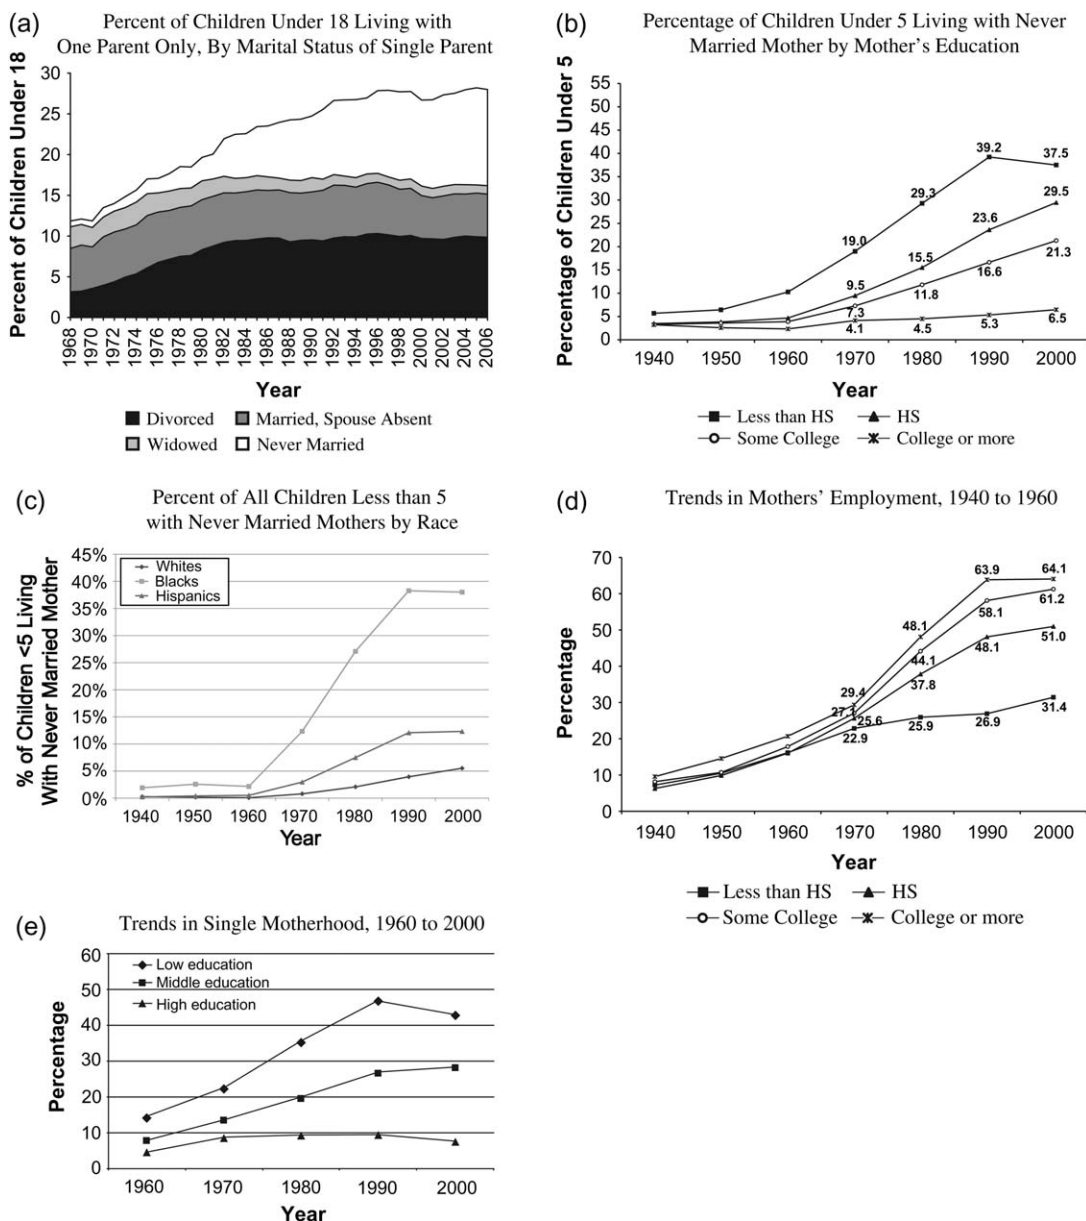 (a)
Percent of Children Under 18 Living with
One Parent Only, By Marital Status of Single Parent
Percent of Children Under 18
30
25
20
15
10
5
0
1968
1970
1972
1974
1976
1978
1980
1982
1984
1986
1988
1990
1992
1994
1996
1998
2000
2002
2004
2006
Year
Divorced
Married, Spouse Absent
Widowed
Never Married
(b)
Percentage of Children Under 5 Living with Never
Married Mother by Mother's Education
Percentage of Children Under 5
55
50
45
40
35
30
25
20
15
10
5
0
39.2
37.5
29.3
29.5
23.6
19.0
21.3
15.5
16.6
9.5
11.8
7.3
4.1
4.5
5.3
6.5
1940
1950
1960
1970
1980
1990
2000
Year
Less than HS
HS
Some College
College or more
(c)
Percent of All Children Less than 5
with Never Married Mothers by Race
% of Children <5 Living
With Never Married Mother
45%
40%
35%
30%
25%
20%
15%
10%
5%
0%
Whites
Blacks
Hispanics
1940
1950
1960
1970
1980
1990
2000
Year
(d)
Trends in Mothers' Employment, 1940 to 1960
Percentage
70
60
50
40
30
20
10
0
63.9
64.1
61.2
58.1
48.1
51.0
44.1
48.1
37.8
29.4
27.1
25.6
22.9
25.9
26.9
31.4
1940
1950
1960
1970
1980
1990
2000
Year
Less than HS
HS
Some College
College or more
(e)
Trends in Single Motherhood, 1960 to 2000
Percentage
60
50
40
30
20
10
0
Low education
Middle education
High education
1960
1970
1980
1990
2000
Year